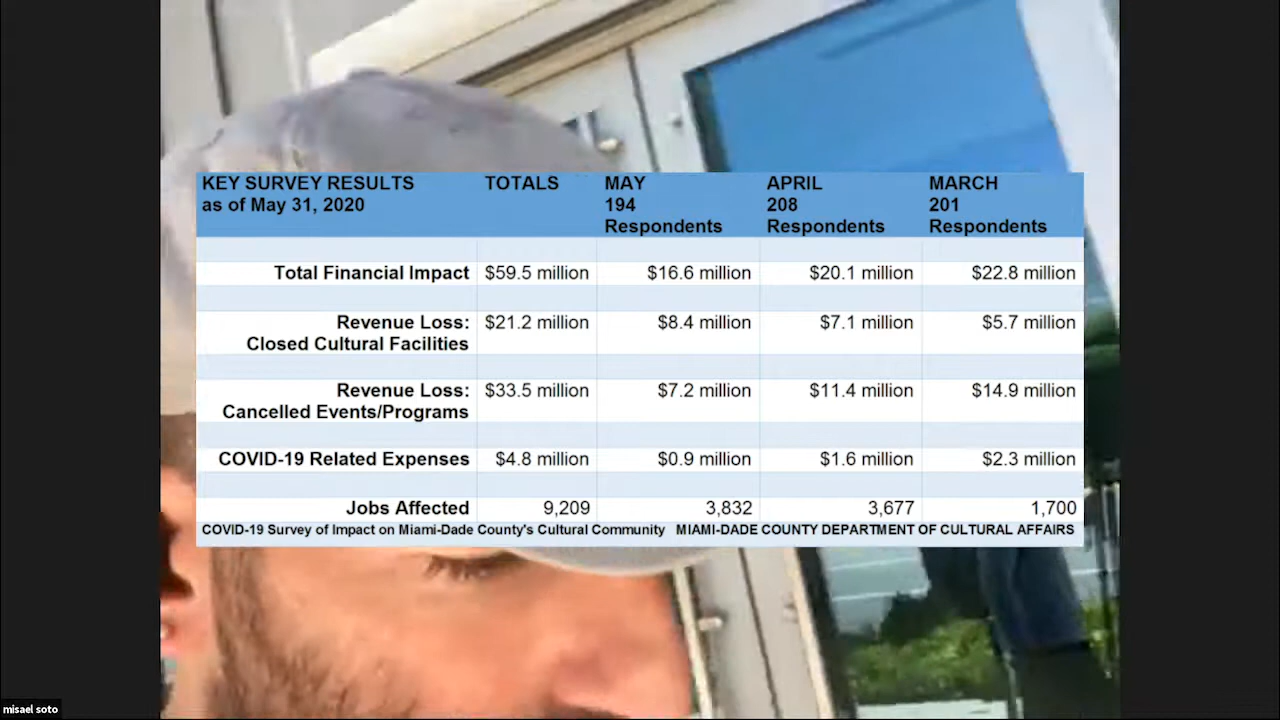 KEY SURVEY RESULTS TOTALS MAY APRIL MARCH
as of May 31, 2020 194 208 201
Respondents Respondents Respondents
Total Financial Impact $59.5 million $16.6 million $20.1 million $22.8 million
Revenue Loss: $21.2 million $8.4 million $7.1 million $5.7 million
Closed Cultural Facilities
Revenue Loss: $33.5 million $7.2 million $11.4 million $14.9 million
Cancelled Events/Programs
COVID-19 Related Expenses $4.8 million $0.9 million $1.6 million $2.3 million
Jobs Affected 9,209 3,832 3,677 1,700
COVID-19 Survey of Impact on Miami-Dade County's Cultural Community MIAMI-DADE COUNTY DEPARTMENT OF CULTURAL AFFAIRS
misael soto